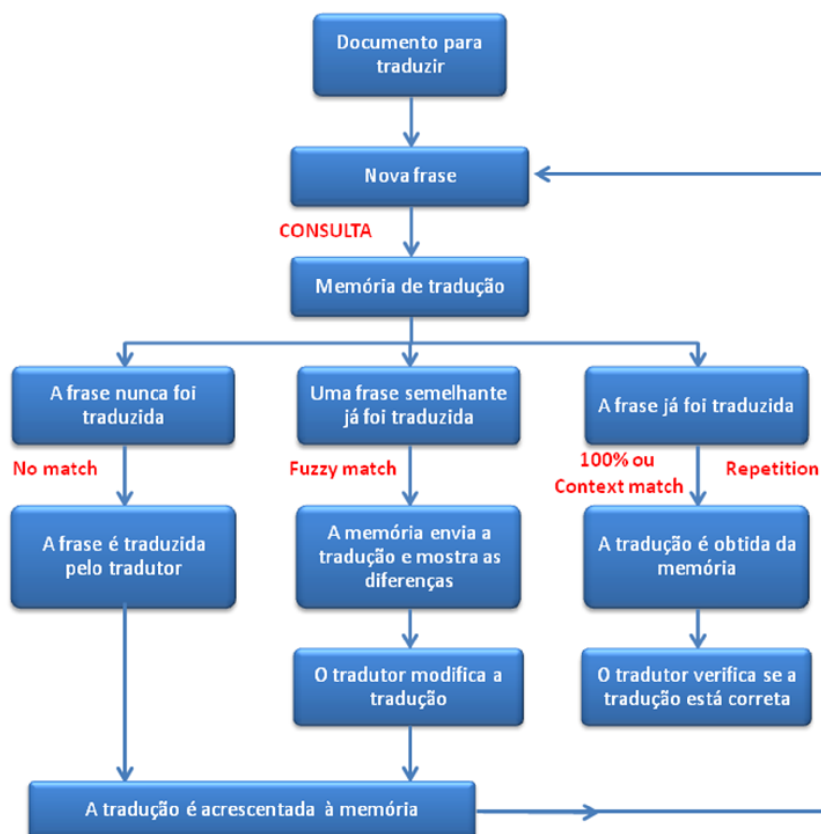 Documento para
traduzir
Nova frase
CONSULTA
Memória de tradução
A frase nunca foi
traduzida
Uma frase semelhante
já foi traduzida
A frase já foi traduzida
No match
Fuzzy match
100% ou
Context match
Repetition
A frase é traduzida
pelo tradutor
A memória envia a
tradução e mostra as
diferenças
A tradução é obtida da
memória
O tradutor modifica a
tradução
O tradutor verifica se a
tradução está correta
A tradução é acrescentada à memória